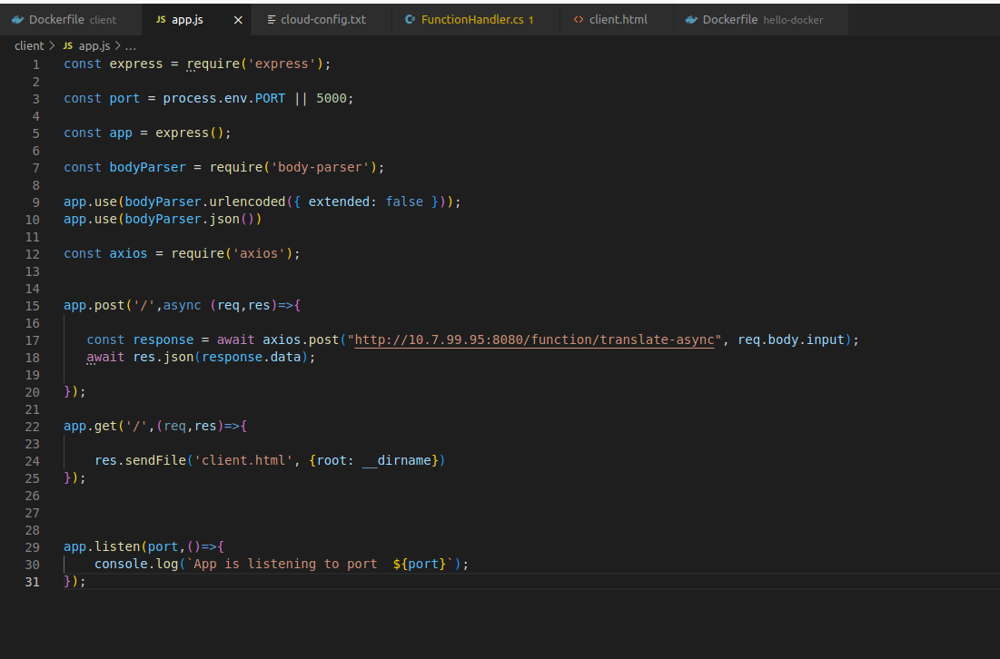 Dockerfile client JS app.js × cloud-config.txt C# FunctionHandler.cs 1 <> client.html Dockerfile hello-docker
client > JS app.js > ...
1 const express = require('express');
2
3 const port = process.env.PORT || 5000;
4
5 const app = express();
6
7 const bodyParser = require('body-parser');
8
9 app.use(bodyParser.urlencoded({ extended: false }));
10 app.use(bodyParser.json())
11
12 const axios = require('axios');
13
14
15 app.post('/',async (req,res)=>{
16
17 const response = await axios.post("http://10.7.99.95:8080/function/translate-async", req.body.input);
18 await res.json(response.data);
19
20 });
21
22 app.get('/',(req,res)=>{
23
24 res.sendFile('client.html', {root: __dirname})
25 });
26
27
28
29 app.listen(port,()=>{
30 console.log(`App is listening to port  ${port}`);
31 });